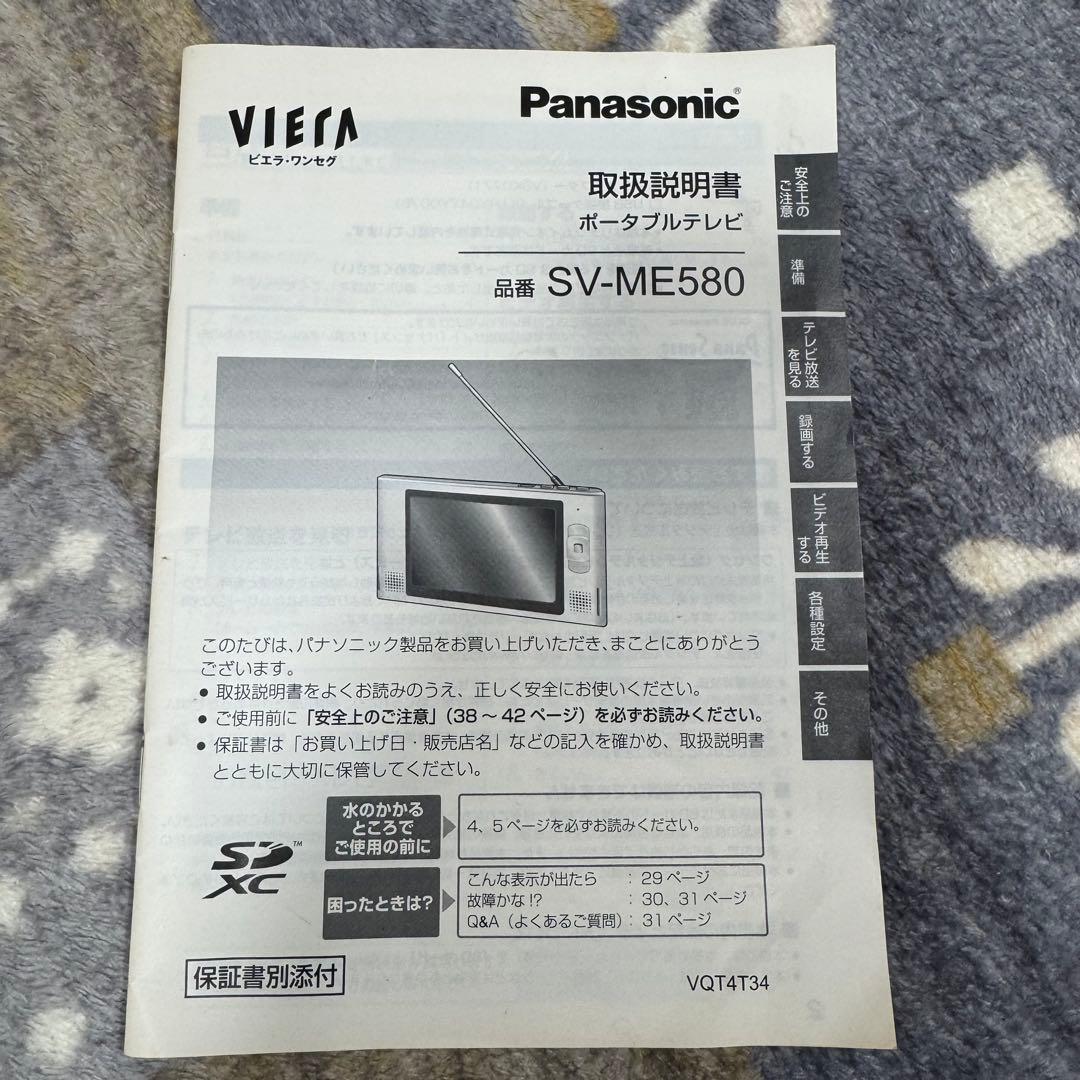 VIERA
ビエラ・ワンセグ
Panasonic®
取扱説明書
ポータブルテレビ
品番 SV-ME580
安全上の
ご注意
準備
テレビ放送
を見る
録画する
ビデオ再生
する
各種設定
その他
このたびは、パナソニック製品をお買い上げいただき、まことにありがとう
ございます。
● 取扱説明書をよくお読みのうえ、正しく安全にお使いください。
● ご使用前に「安全上のご注意」(38 ～ 42 ページ) を必ずお読みください。
● 保証書は「お買い上げ日・販売店名」などの記入を確かめ、取扱説明書
とともに大切に保管してください。
SD™
XC
水のかかる
ところで
ご使用の前に
4、5 ページを必ずお読みください。
困ったときは?
こんな表示が出たら : 29 ページ
故障かな !? : 30、31 ページ
Q&A (よくあるご質問) : 31 ページ
保証書別添付
VQT4T34